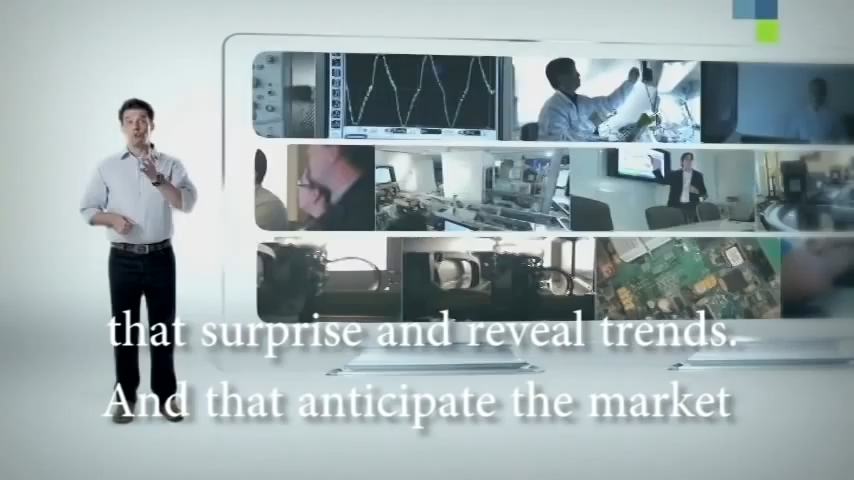 that surprise and reveal trends.
And that anticipate the market